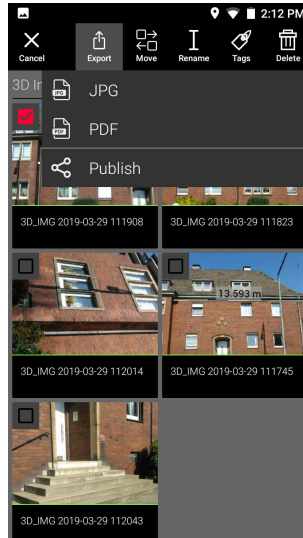 2:12 PM
Cancel
Export
Move
Rename
Tags
Delete
3D
JPG
JPG
PDF
PDF
Publish
3D_IMG 2019-03-29 111908
3D_IMG 2019-03-29 111823
13.593 m
3D_IMG 2019-03-29 112014
3D_IMG 2019-03-29 111745
3D_IMG 2019-03-29 112043